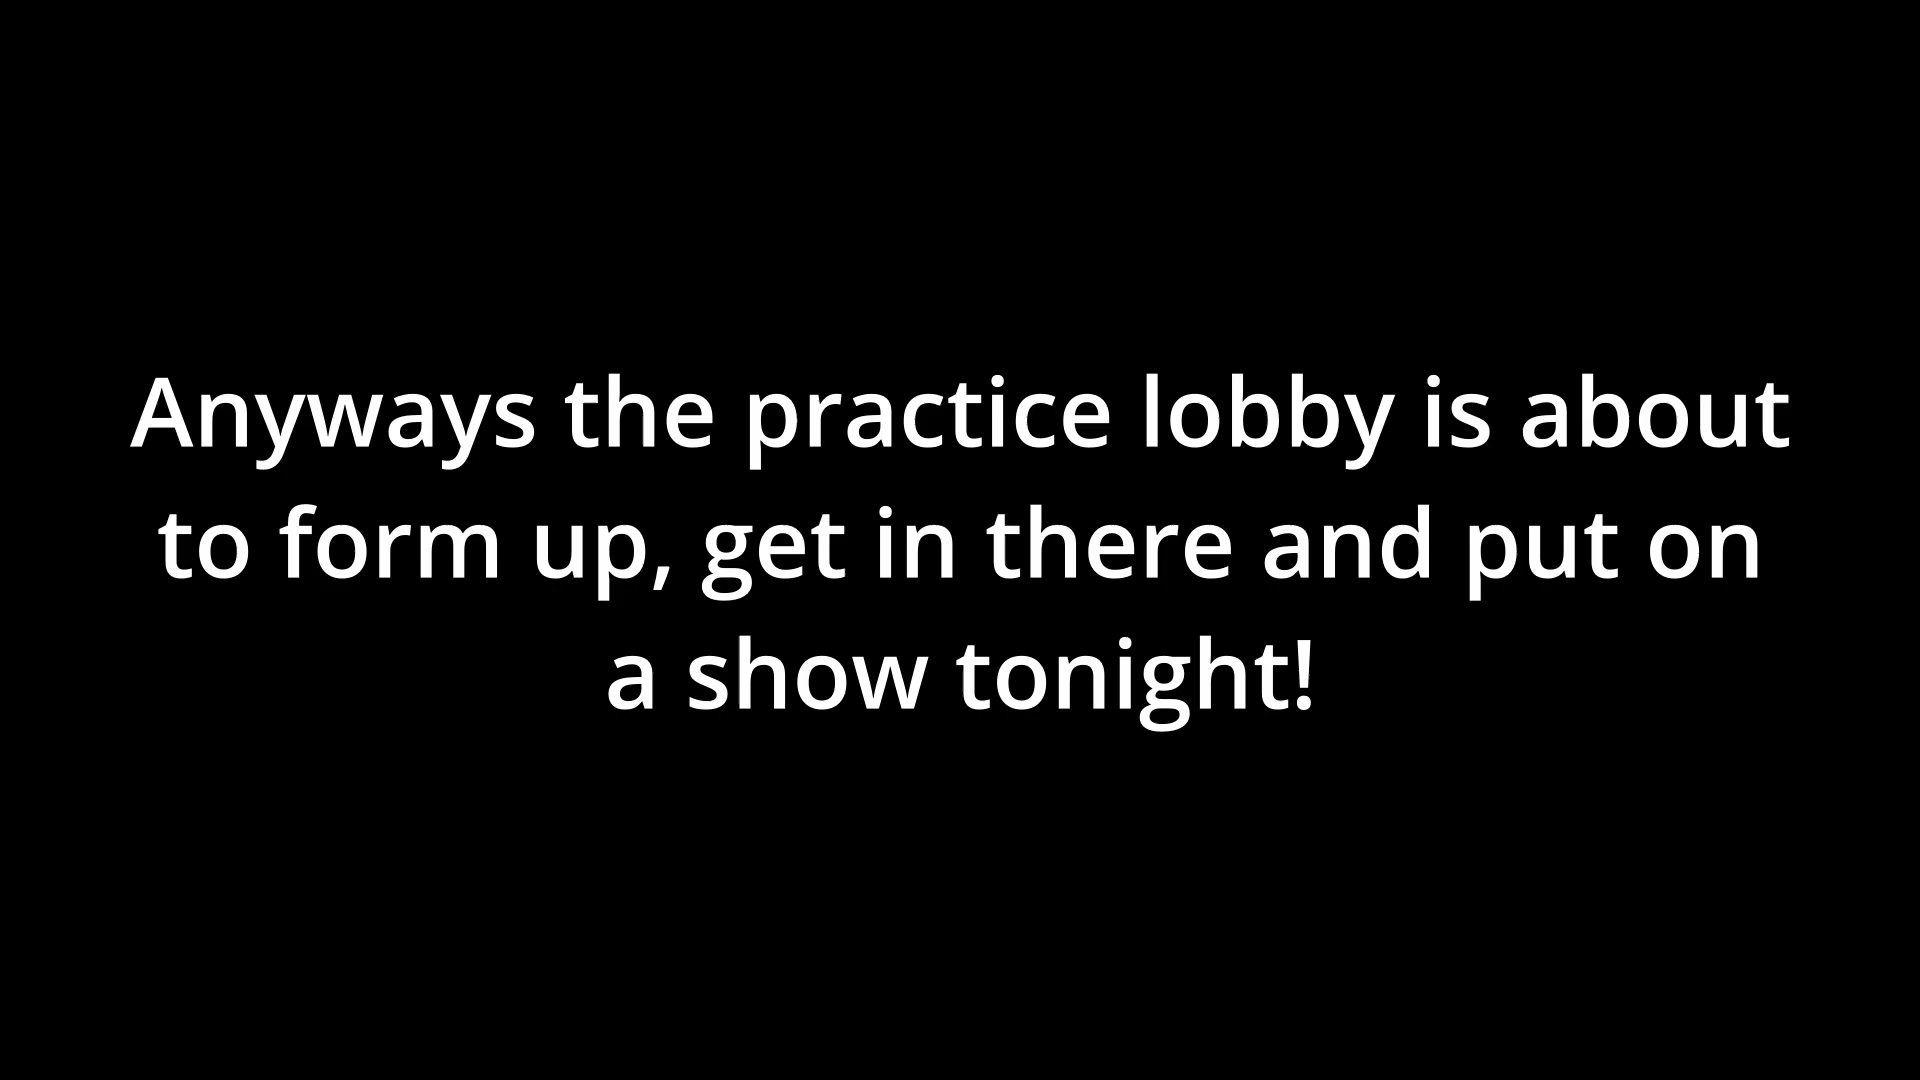 Anyways the practice lobby is about
to form up, get in there and put on
a show tonight!